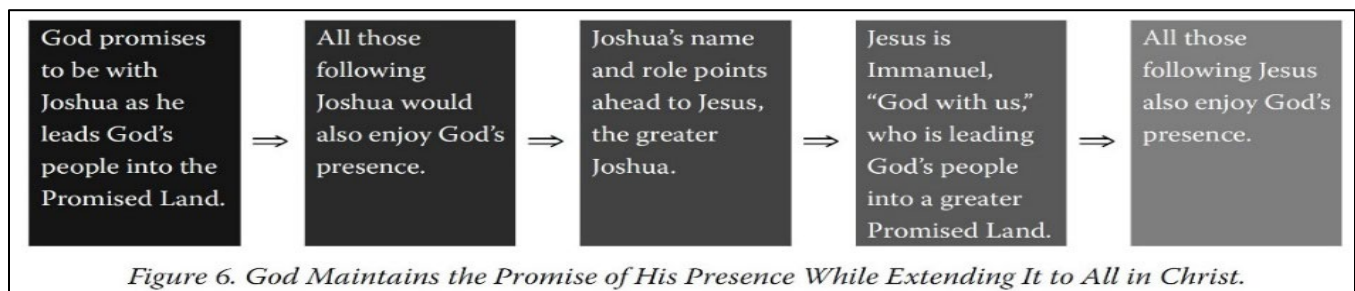 God promises
to be with
Joshua as he
leads God’s
people into the
Promised Land.
⇒
All those
following
Joshua would
also enjoy God’s
presence.
⇒
Joshua’s name
and role points
ahead to Jesus,
the greater
Joshua.
⇒
Jesus is
Immanuel,
“God with us,”
who is leading
God’s people
into a greater
Promised Land.
⇒
All those
following Jesus
also enjoy God’s
presence.
Figure 6. God Maintains the Promise of His Presence While Extending It to All in Christ.